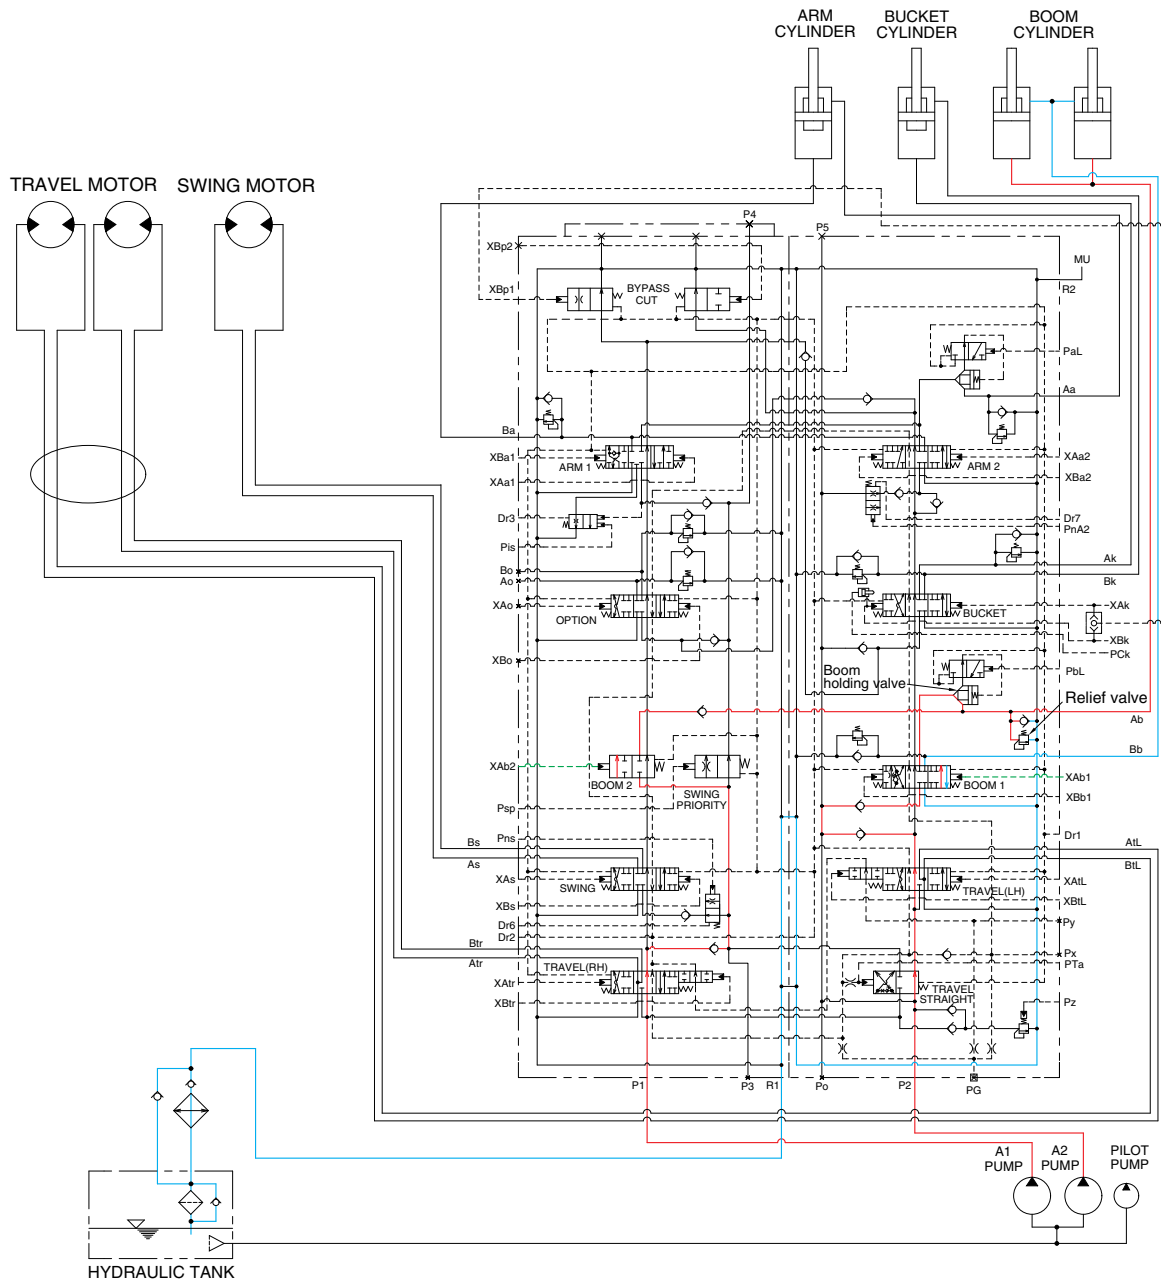 ARM
CYLINDER
BUCKET
CYLINDER
BOOM
CYLINDER
TRAVEL MOTOR
SWING MOTOR
P4
P5
XBp2
MU
XBp1
BYPASS
CUT
R2
PaL
Aa
Ba
XBa1
ARM 1
ARM 2
XAa2
XAa1
XBa2
Dr3
Dr7
PnA2
Pis
Ak
Bo
Ao
Bk
XAo
OPTION
BUCKET
XAk
XBk
PCk
XBo
PbL
Boom
holding valve
Relief valve
Ab
Bb
XAb2
BOOM 2
SWING
PRIORITY
BOOM 1
XAb1
XBb1
Psp
Pns
Dr1
Bs
AtL
As
BtL
XAs
SWING
TRAVEL(LH)
XAtL
XBs
XBtL
Dr6
Py
Dr2
Btr
Px
Atr
TRAVEL(RH)
PTa
XAtr
TRAVEL
STRAIGHT
XBtr
Pz
P1
P3
R1
Po
P2
PG
A1
PUMP
A2
PUMP
PILOT
PUMP
HYDRAULIC TANK